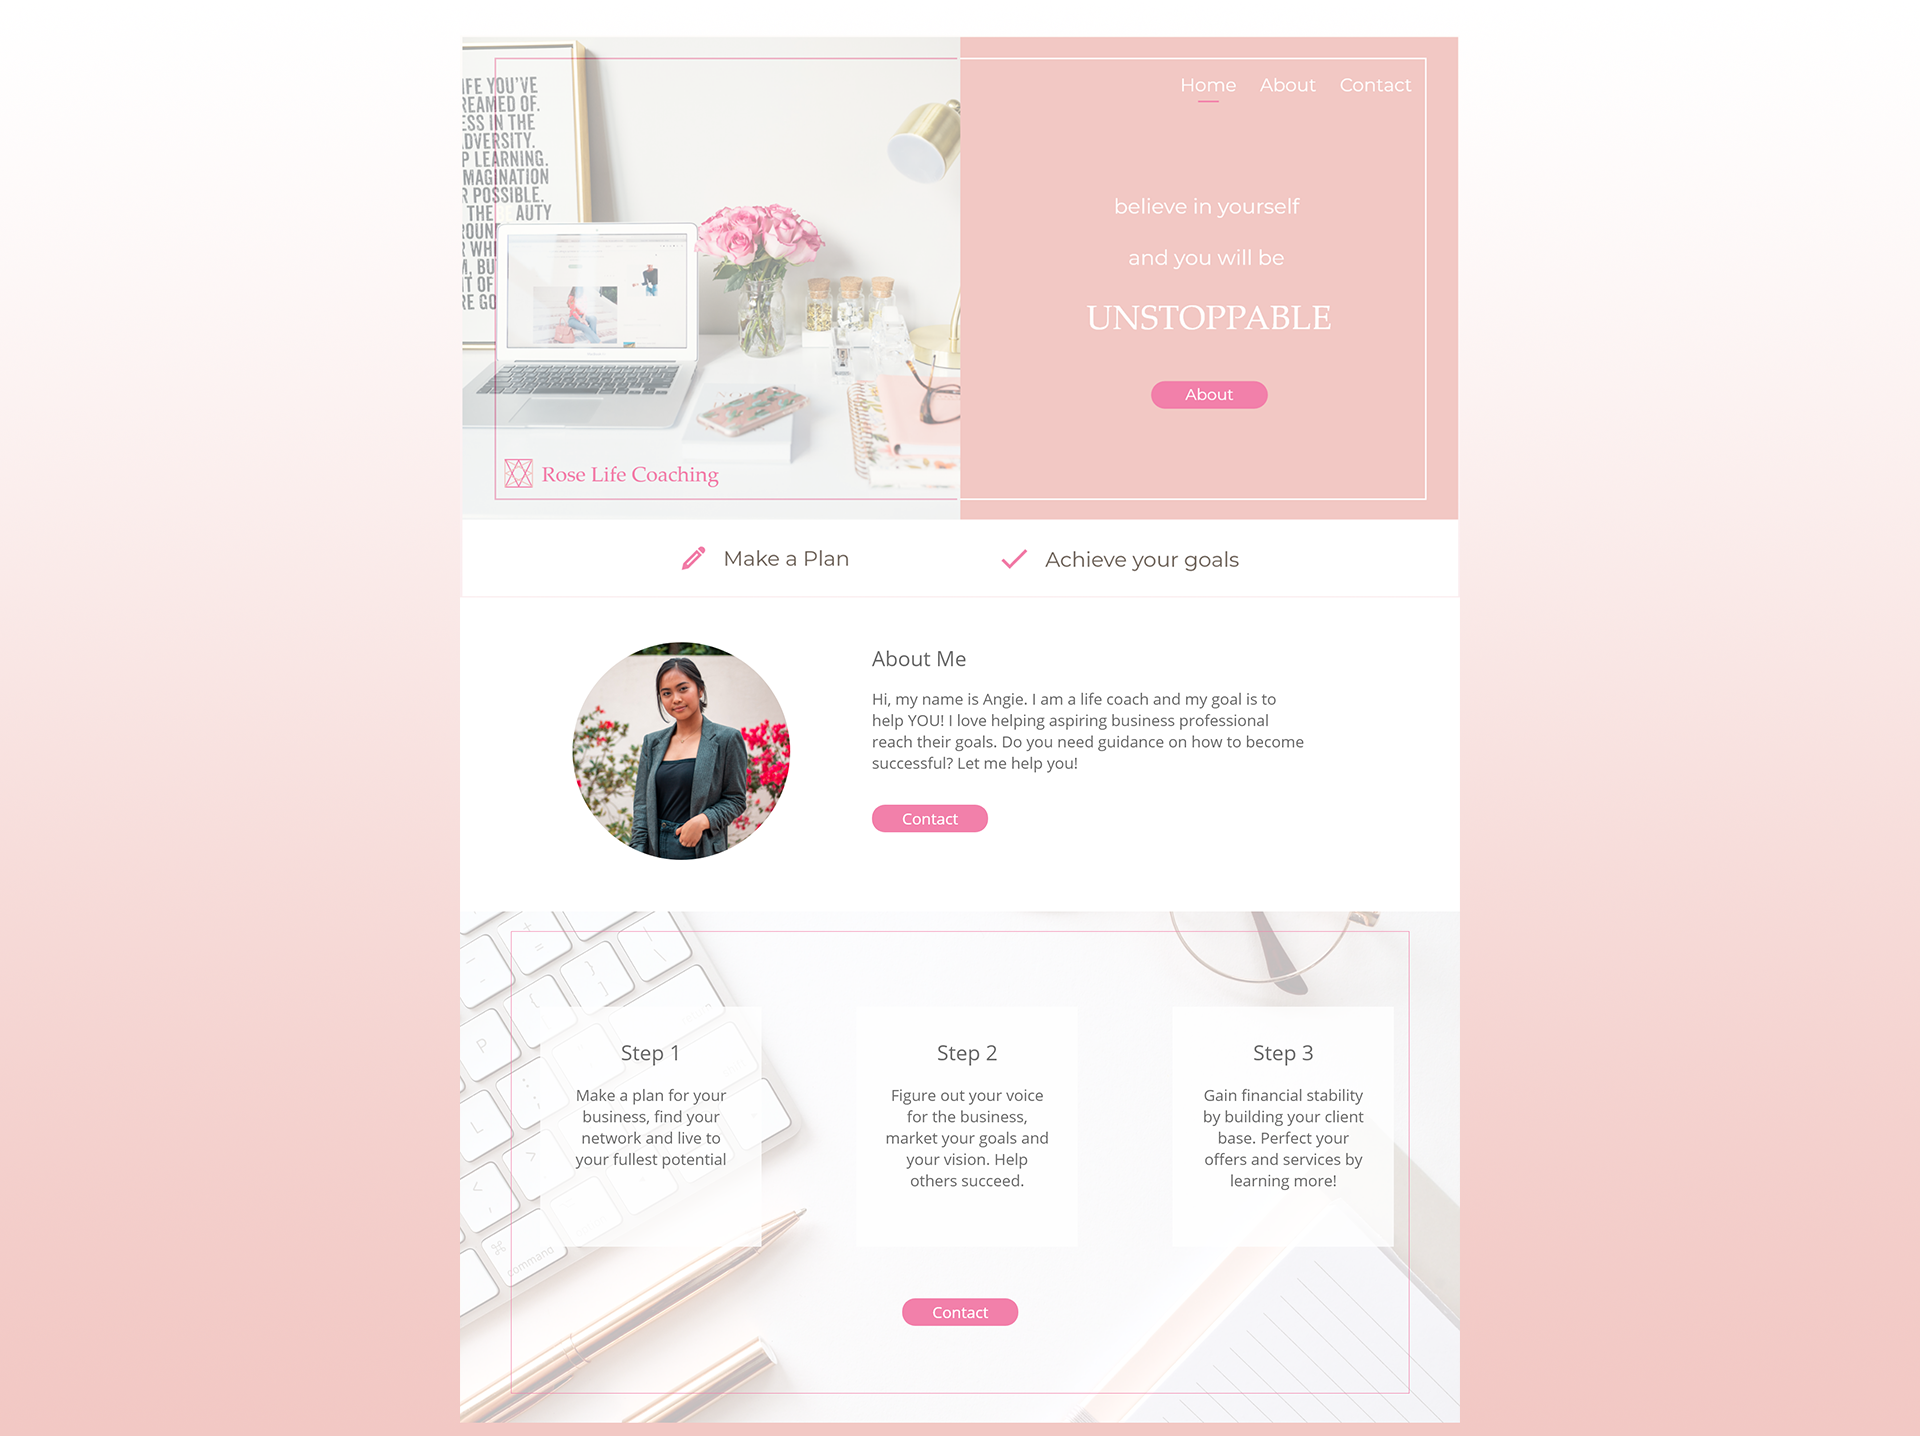 IFE YOU'VE
REAMED OF.
ESS IN THE
ADVERSITY.
P LEARNING.
MAGINATION
R POSSIBLE.
THE AUTY
ROUN
R WH
M, BU
T OF
RE GO
Home About Contact
believe in yourself
and you will be
UNSTOPPABLE
About
Rose Life Coaching
Make a Plan
Achieve your goals
About Me
Hi, my name is Angie. I am a life coach and my goal is to
help YOU! I love helping aspiring business professional
reach their goals. Do you need guidance on how to become
successful? Let me help you!
Contact
Step 1
Make a plan for your
business, find your
network and live to
your fullest potential
Step 2
Figure out your voice
for the business,
market your goals and
your vision. Help
others succeed.
Step 3
Gain financial stability
by building your client
base. Perfect your
offers and services by
learning more!
P
L
command
Contact